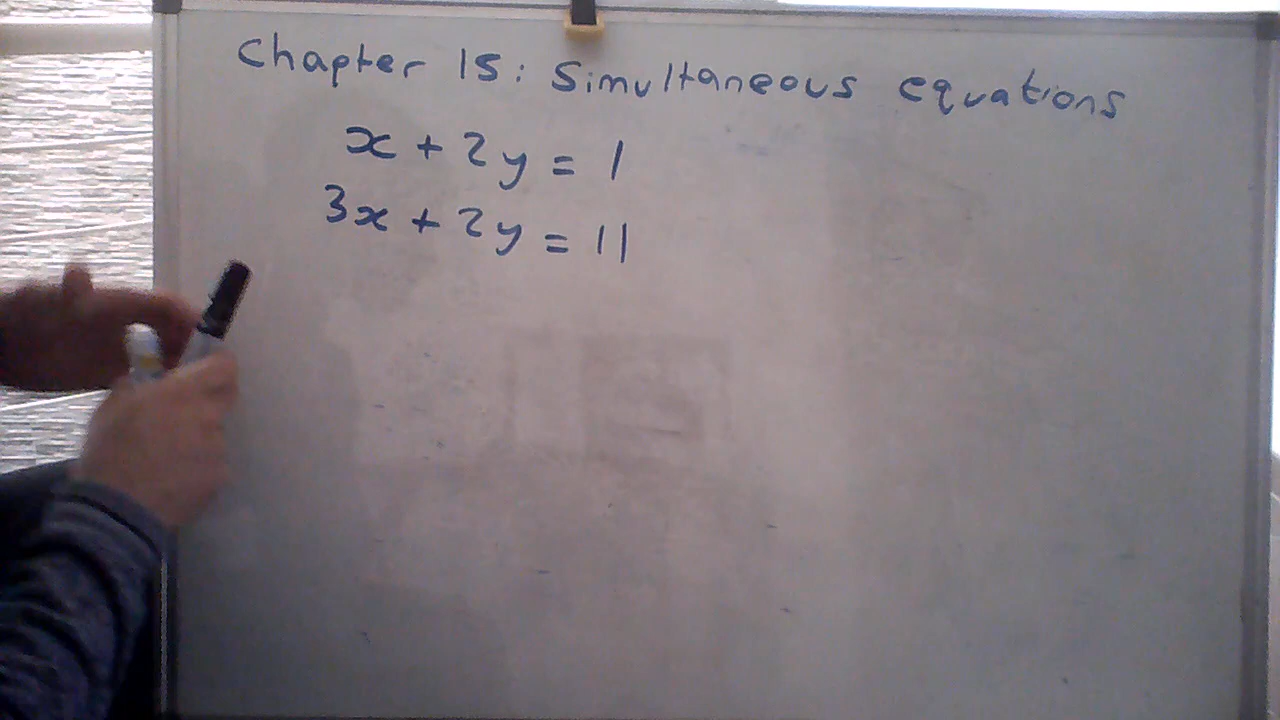 Chapter 15: Simultaneous equations
x + 2y = 1
3x + 2y = 11